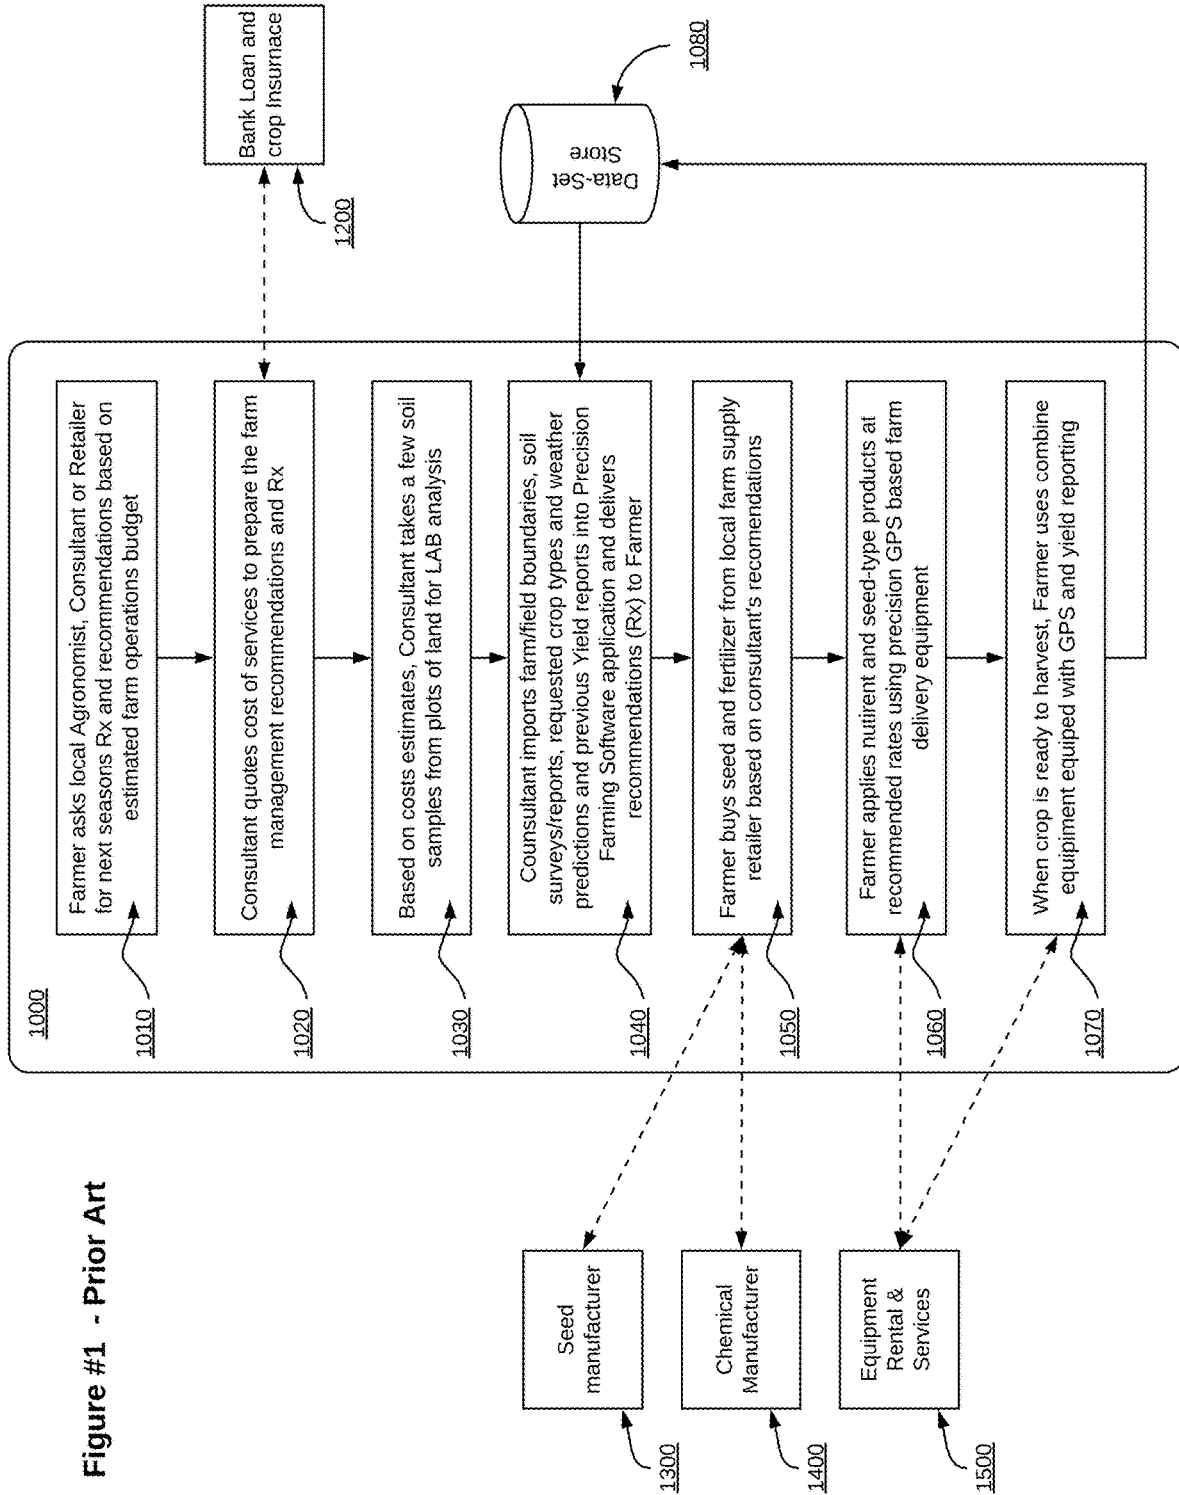 Figure #1 - Prior Art
1000
Farmer asks local Agronomist, Consultant or Retailer
for next seasons Rx and recommendations based on
estimated farm operations budget
1010
Consultant quotes cost of services to prepare the farm
management recommendations and Rx
1020
Bank Loan and
crop Insurnace
1200
Based on costs estimates, Consultant takes a few soil
samples from plots of land for LAB analysis
1030
Counsultant imports farm/field boundaries, soil
surveys/reports, requested crop types and weather
predictions and previous Yield reports into Precision
Farming Software application and delivers
recommendations (Rx) to Farmer
1040
Data-Set
Store
1080
Farmer buys seed and fertilizer from local farm supply
retailer based on consultant's recomendations
1050
Farmer applies nutirent and seed-type products at
recommended rates using precision GPS based farm
delivery equipment
1060
When crop is ready to harvest, Farmer uses combine
equipiment equiped with GPS and yield reporting
1070
Seed
manufacturer
1300
Chemical
Manufacturer
1400
Equipment
Rental &
Services
1500